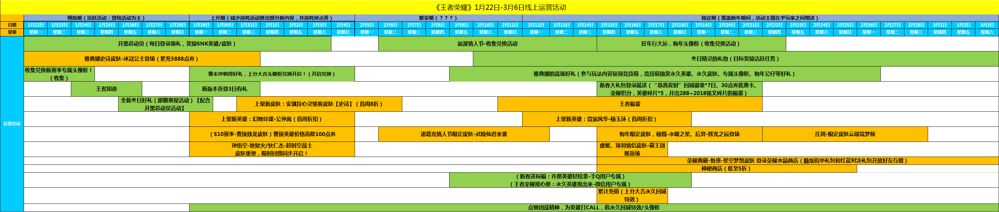 《王者荣耀》1月22日-3月6日线上运营活动
预热期（活跃活动：登陆活动为主） 上升期（减少消耗活动推出部分新内容，并消耗掉点券） 繁荣期（？？？） 稳定期（覆盖新年期间，活动主题在乎玩家之间赠送）
日期 1月22日 1月23日 1月24日 1月25日 1月26日 1月27日 1月28日 1月29日 1月30日 1月31日 2月1日 2月2日 2月3日 2月4日 2月5日 2月6日 2月7日 2月8日 2月9日 2月10日 2月11日 2月12日 2月13日 2月14日 2月15日 2月16日 2月17日 2月18日 2月19日 2月20日 2月21日 2月22日 2月23日 2月24日 2月25日 2月26日 2月27日 2月28日 3月1日 3月2日 3月3日
星期 星期一 星期二 星期三 星期四 星期五 星期六 星期日 星期一 星期二 星期三 星期四 星期五 星期六 星期日 星期一 星期二 星期三 星期四 星期五 星期六 星期日 星期一 星期二 星期三 星期四 星期五 星期六 星期日 星期一 星期二 星期三 星期四 星期五 星期六 星期日 星期一 星期二 星期三 星期四 星期五 星期六
开黑总动员（每日登录领礼，奖励SNK英雄/皮肤） 浪漫情人节-收集兑换活动 旺年行大运，狗年头像框（收集兑换活动）
雅典娜史诗皮肤-冰冠公主登场（累充5888点券） 冬日精灵的礼物（目标奖励活跃任务）
收集兑换新赛季专属头像框！
（收集）
赛末冲刺得好礼，上分大吉头像框兑换开启！（开启兑换） 雅典娜的战场好礼（参与玩法内容获得竞技值，竞技值抽奖永久英雄、永久皮肤、专属头像框、狗年公仔等好礼）
王者知道 新版本连登3日有礼
新春大礼包登录就送（“恭喜发财”回城徽章*7日、30点券优惠卡、
荣耀积分，英雄碎片*5，开出288~2018铭文碎片的福袋）
全新冬日好礼（即糖果屋活动）【配合
开黑总动员活动】
上架新皮肤：安琪拉心灵骇客皮肤【史诗】（首周8折） 王者福袋
运营活动
上架新英雄：幻舞玲珑-公孙离（首周折扣） 上架新英雄：霓裳风华-杨玉环（首周折扣）
（S10赛季-曹操烛龙皮肤）曹操英雄价格直降100点券 诸葛亮情人节限定皮肤-武陵仙君来袭 狗年限定皮肤，杨戬-永曜之星、后羿-辉光之辰登场 庄周-限定皮肤云端筑梦师
孙悟空-地狱火/狄仁杰-超时空战士
皮肤重塑，限时回馈同步开启！
虞姬、项羽情侣皮肤-霸王别
姬返场
荣耀典藏-鲁班-星空梦想皮肤 登录荣耀水晶商店（酷炫机甲礼包和红蓝对决礼包开放好友互赠）
神秘商店（低至5折）
（新春送祝福：许愿英雄轻松拿-手Q用户专属）
（王者荣耀摇心愿：永久英雄摇出来-微信用户专属）
累计充值（上分大吉永久回城
特效）
点赞团战精神，为英雄打CALL，赢永久回城特效/头像框